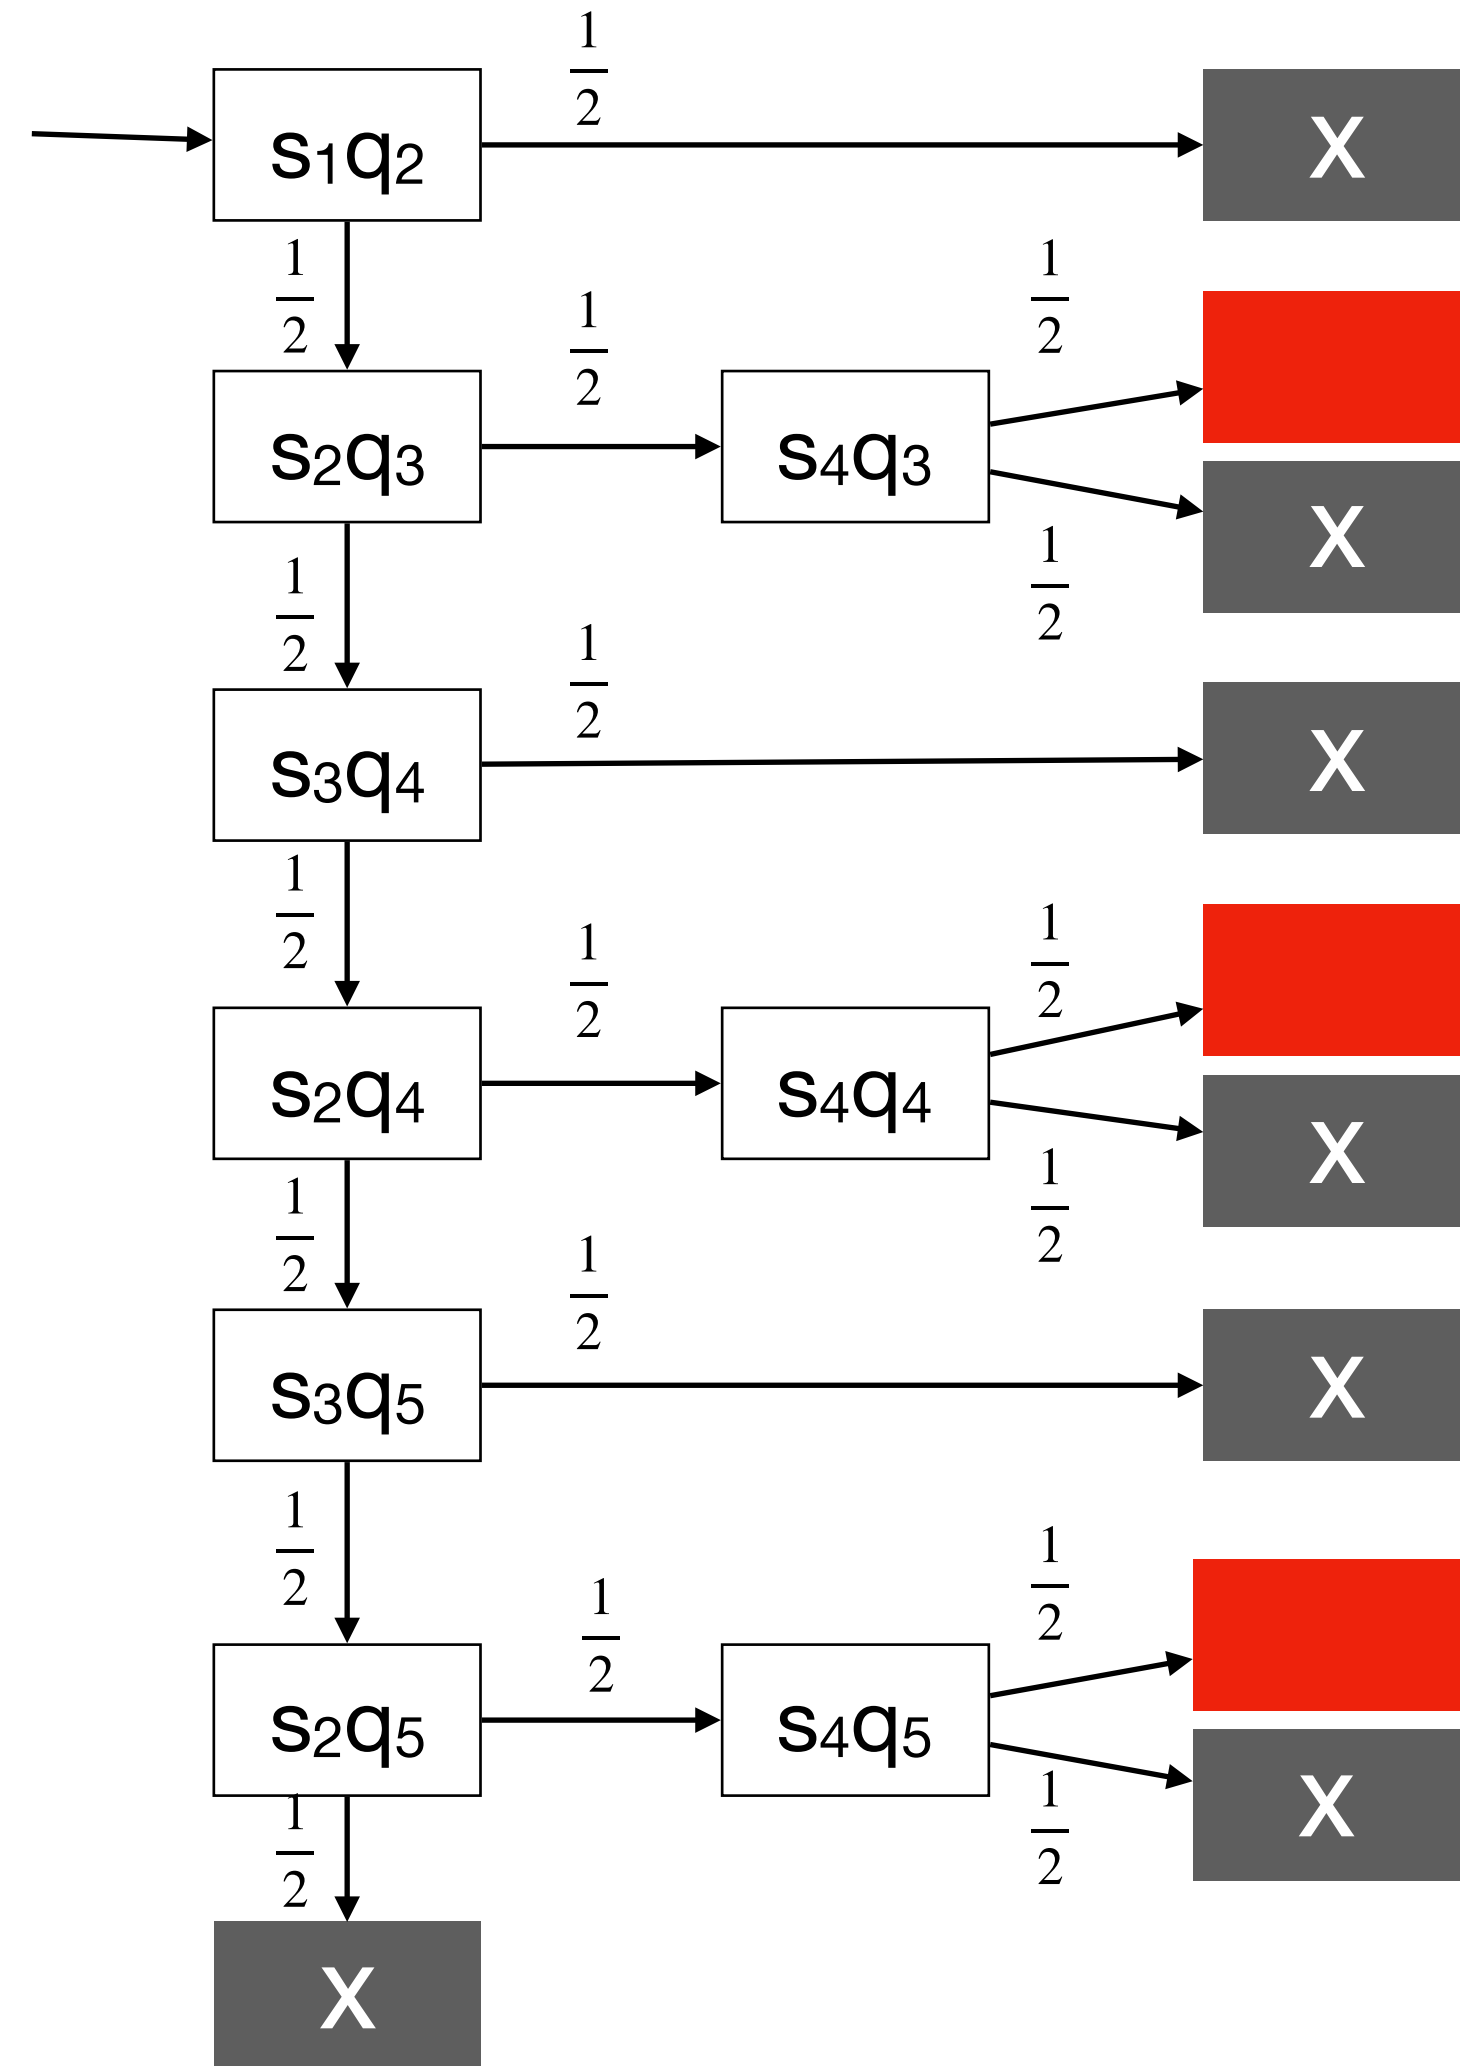 1/2
s₁q₂ X
1/2 1/2 1/2
s₂q₃ s₄q₃ X
1/2 1/2 1/2
s₃q₄ X
1/2 1/2 1/2
s₂q₄ s₄q₄ X
1/2 1/2 1/2
s₃q₅ X
1/2 1/2 1/2
s₂q₅ s₄q₅ X
1/2 1/2
X